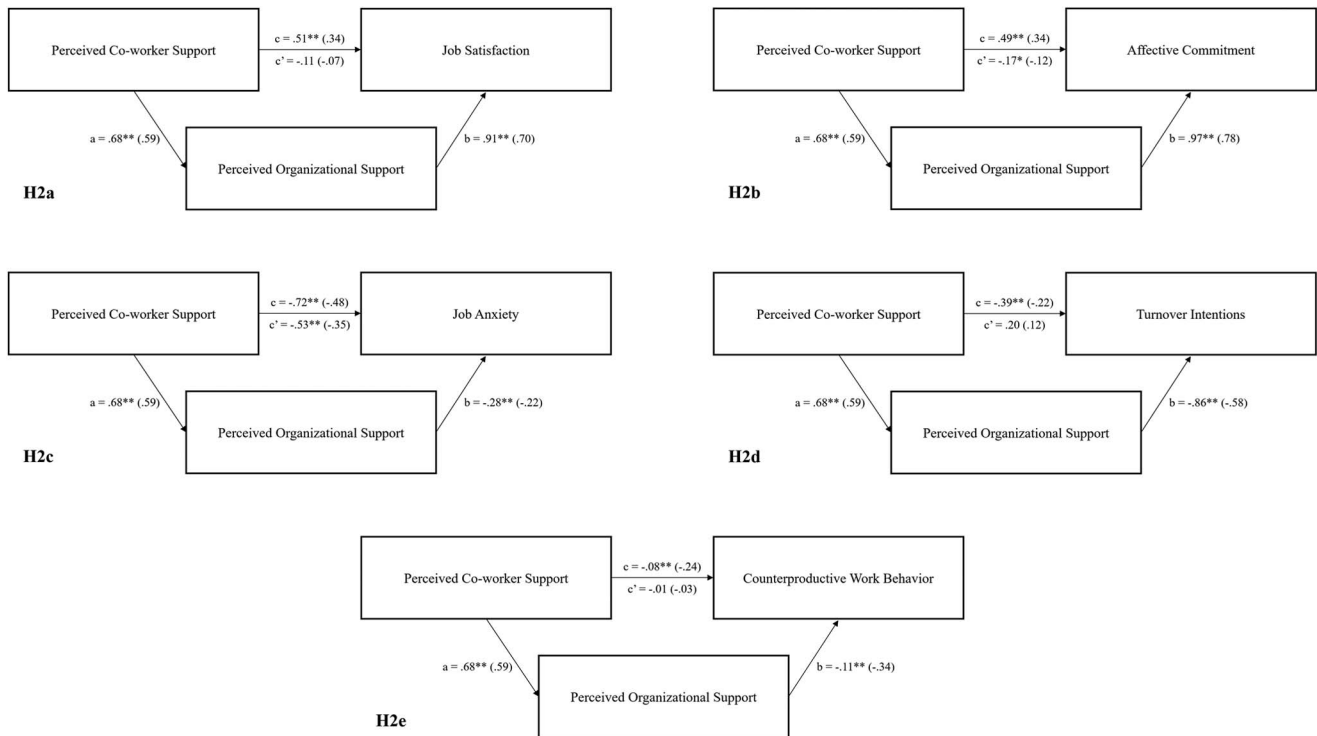 Perceived Co-worker Support
c = .51** (.34)
c' = -.11 (-.07)
Job Satisfaction
a = .68** (.59)
b = .91** (.70)
Perceived Organizational Support
H2a
Perceived Co-worker Support
c = .49** (.34)
c' = -.17* (-.12)
Affective Commitment
a = .68** (.59)
b = .97** (.78)
Perceived Organizational Support
H2b
Perceived Co-worker Support
c = -.72** (-.48)
c' = -.53** (-.35)
Job Anxiety
a = .68** (.59)
b = -.28** (-.22)
Perceived Organizational Support
H2c
Perceived Co-worker Support
c = -.39** (-.22)
c' = .20 (.12)
Turnover Intentions
a = .68** (.59)
b = -.86** (-.58)
Perceived Organizational Support
H2d
Perceived Co-worker Support
c = -.08** (-.24)
c' = -.01 (-.03)
Counterproductive Work Behavior
a = .68** (.59)
b = -.11** (-.34)
Perceived Organizational Support
H2e